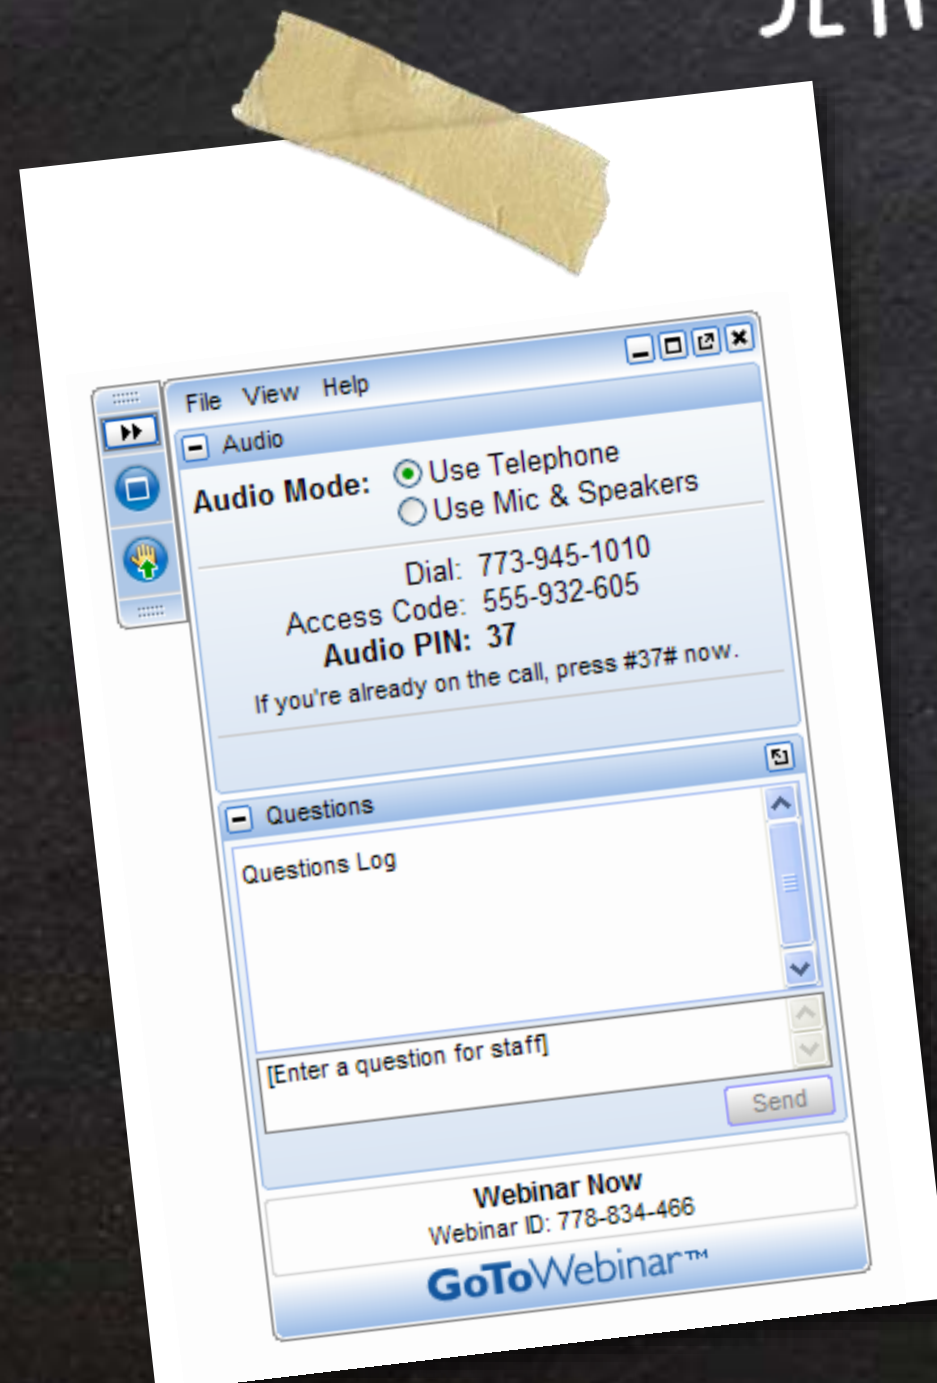 File View Help
Audio
Audio Mode: Use Telephone
Use Mic & Speakers
Dial: 773-945-1010
Access Code: 555-932-605
Audio PIN: 37
If you're already on the call, press #37# now.
Questions
Questions Log
[Enter a question for staff]
Send
Webinar Now
Webinar ID: 778-834-466
GoToWebinar™